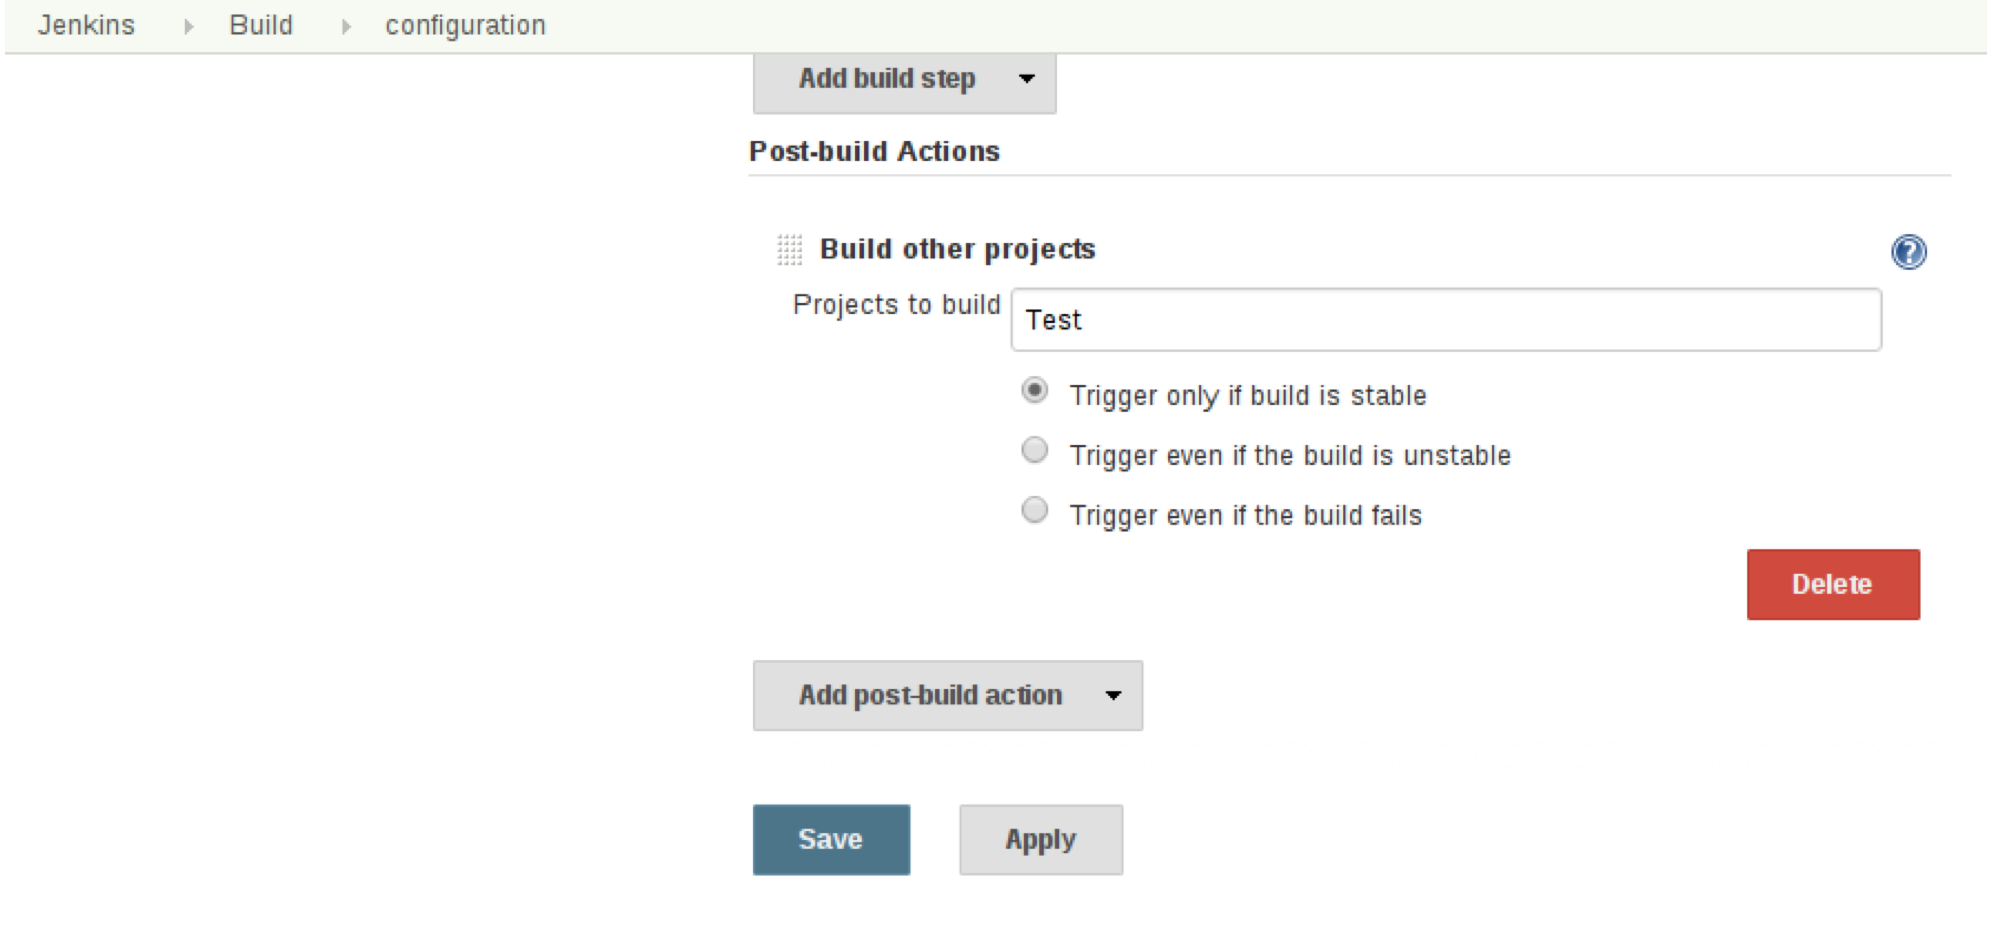 Jenkins Build configuration
Add build step
Post-build Actions
Build other projects
?
Projects to build Test
Trigger only if build is stable
Trigger even if the build is unstable
Trigger even if the build fails
Delete
Add post-build action
Save Apply